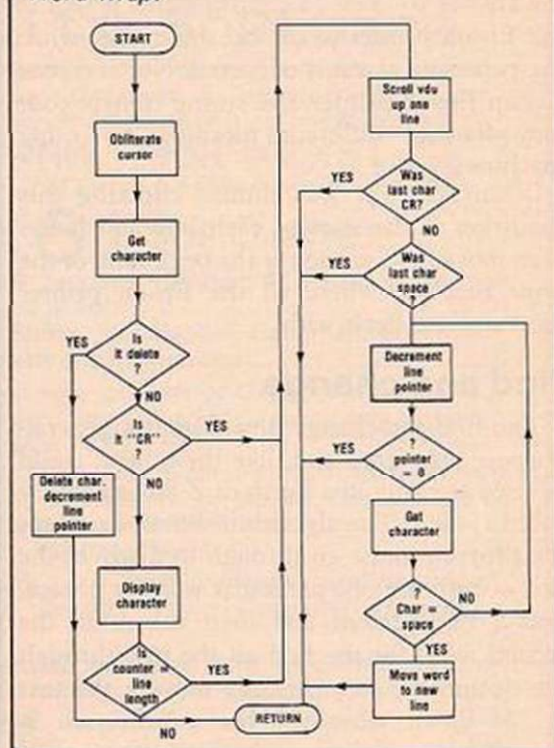 START
Obliterate
cursor
Get
character
Is
it delete
?
YES
NO
Is
it "CR"
?
YES
NO
Delete char.
decrement
line
pointer
Display
character
Is
counter =
line
length
YES
NO
RETURN
Scroll vdu
up one
line
Was
last char
CR?
YES
NO
Was
last char
space
?
YES
Decrement
line
pointer
?
pointer
= 0
YES
Get
character
?
Char =
space
NO
YES
Move word
to new
line